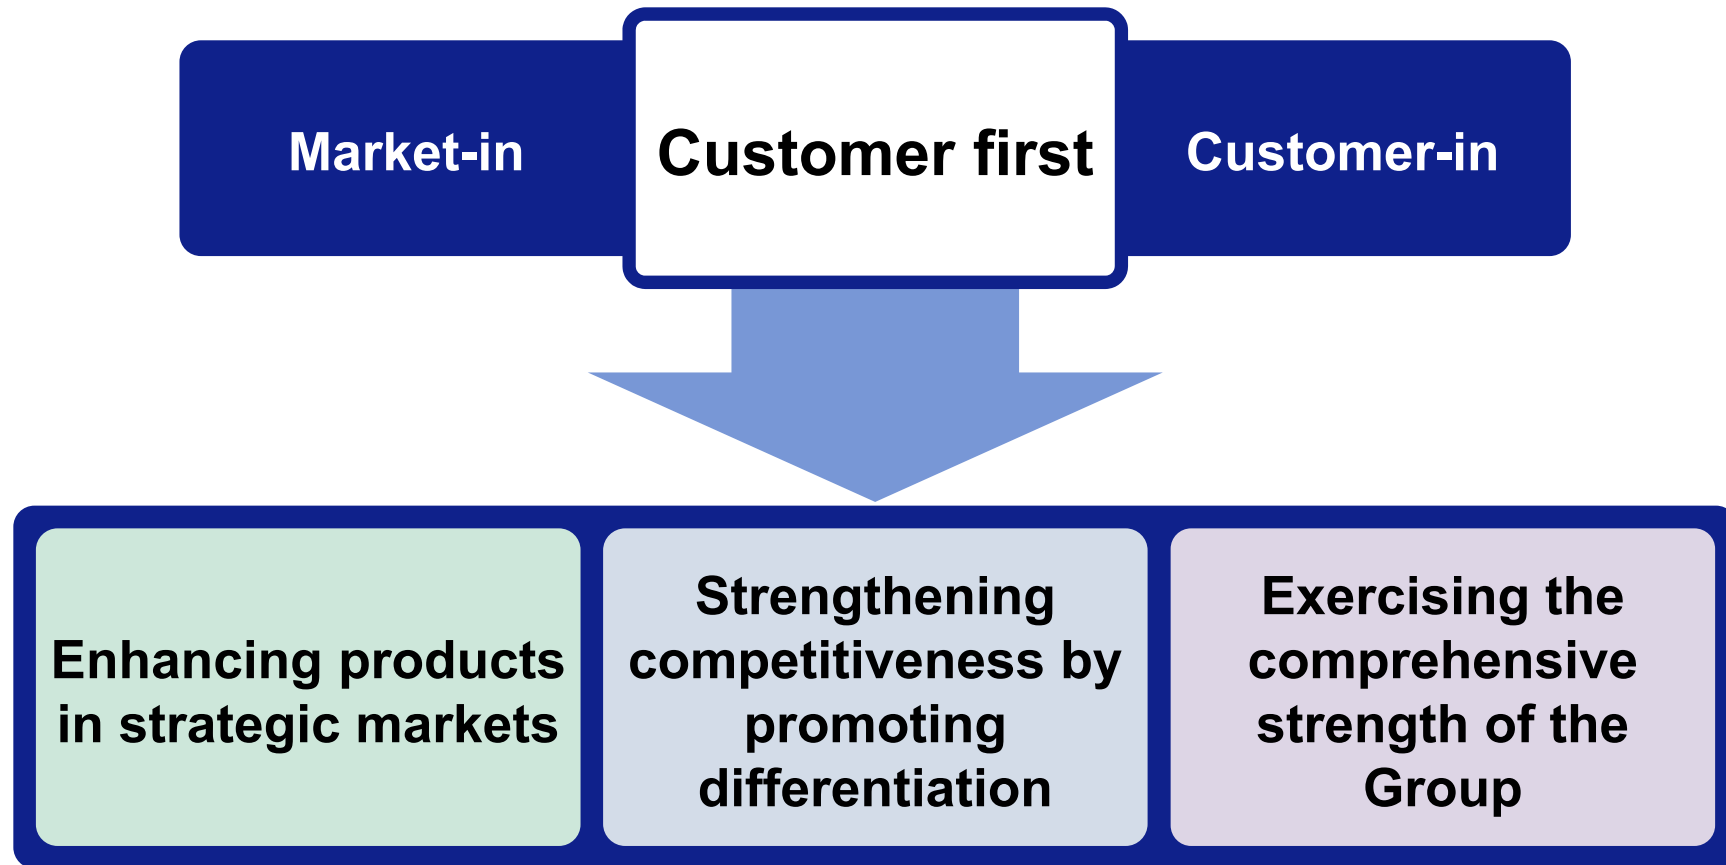 Market-in
Customer first
Customer-in
Enhancing products
in strategic markets
Strengthening
competitiveness by
promoting
differentiation
Exercising the
comprehensive
strength of the
Group